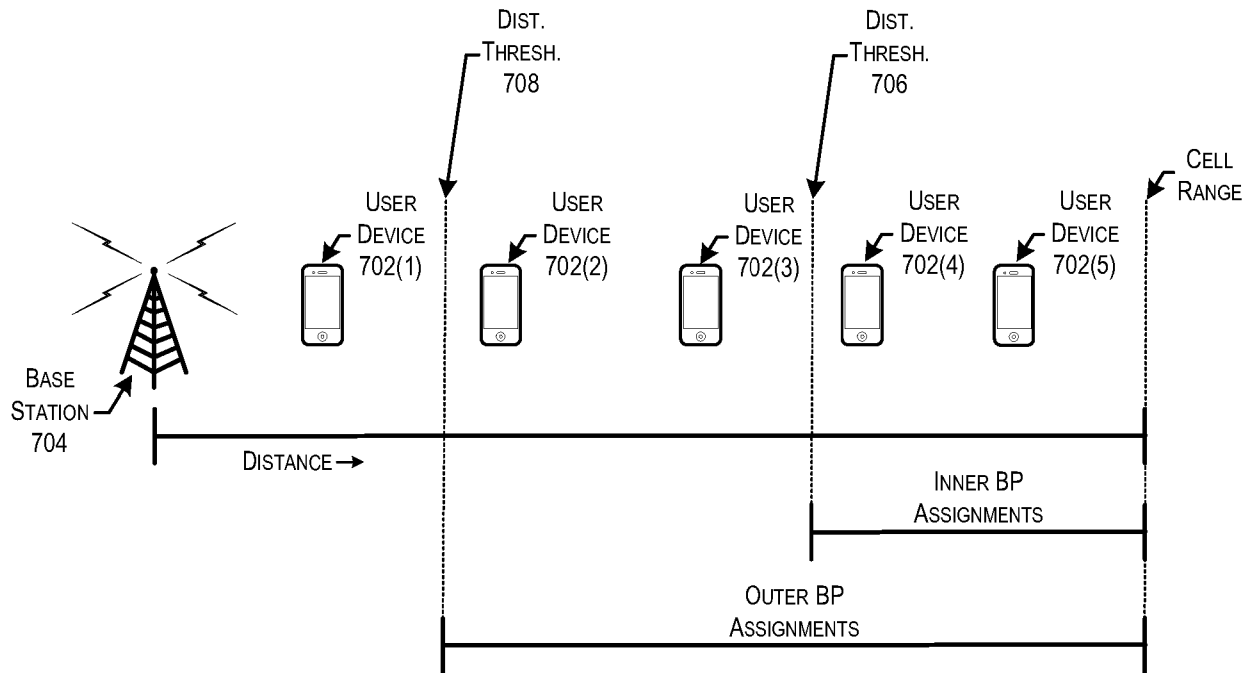 DIST.
THRESH.
708
DIST.
THRESH.
706
CELL
RANGE
USER
DEVICE
702(1)
USER
DEVICE
702(2)
USER
DEVICE
702(3)
USER
DEVICE
702(4)
USER
DEVICE
702(5)
BASE
STATION
704
DISTANCE
INNER BP
ASSIGNMENTS
OUTER BP
ASSIGNMENTS